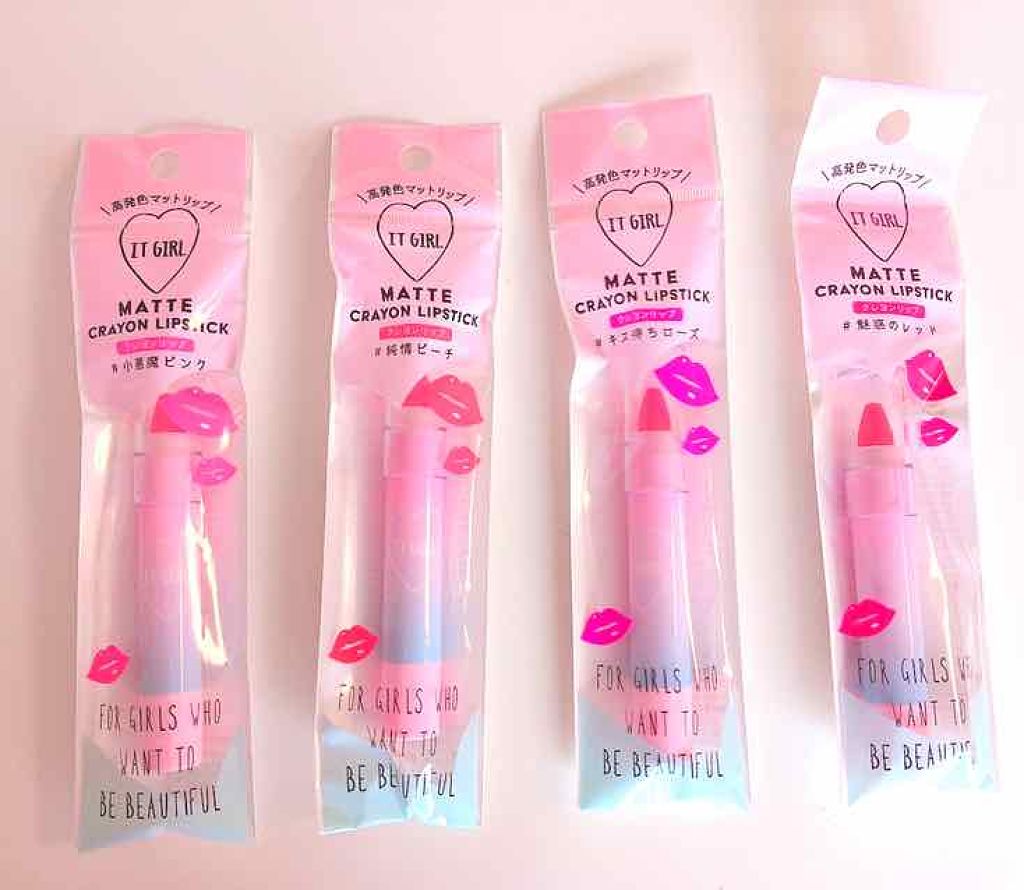 \高発色マットリップ/
IT GIRL
MATTE
CRAYON LIPSTICK
クレヨンリップ
#小悪魔ピンク
FOR GIRLS WHO
WANT TO
BE BEAUTIFUL
\高発色マットリップ/
IT GIRL
MATTE
CRAYON LIPSTICK
クレヨンリップ
#純情ピーチ
FOR GIRLS WHO
WANT TO
BE BEAUTIFUL
\高発色マットリップ/
IT GIRL
MATTE
CRAYON LIPSTICK
クレヨンリップ
#キス待ちローズ
FOR GIRLS WHO
WANT TO
BE BEAUTIFUL
\高発色マットリップ/
IT GIRL
MATTE
CRAYON LIPSTICK
クレヨンリップ
#魅惑のレッド
FOR GIRLS W
WANT TO
BE BEAUTI